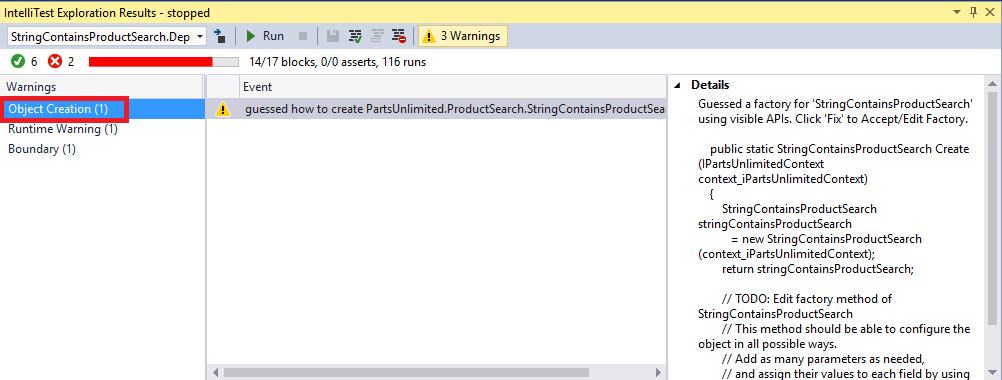 IntelliTest Exploration Results - stopped
StringContainsProductSearch.Dep Run 3 Warnings
6 2 14/17 blocks, 0/0 asserts, 116 runs
Warnings
Object Creation (1)
Runtime Warning (1)
Boundary (1)
Event
guessed how to create PartsUnlimited.ProductSearch.StringContainsProductSea
Details
Guessed a factory for 'StringContainsProductSearch'
using visible APIs. Click 'Fix' to Accept/Edit Factory.
public static StringContainsProductSearch Create
(IPartsUnlimitedContext
context_iPartsUnlimitedContext)
{
StringContainsProductSearch
stringContainsProductSearch
= new StringContainsProductSearch
(context_iPartsUnlimitedContext);
return stringContainsProductSearch;
// TODO: Edit factory method of
StringContainsProductSearch
// This method should be able to configure the
object in all possible ways.
// Add as many parameters as needed,
// and assign their values to each field by using